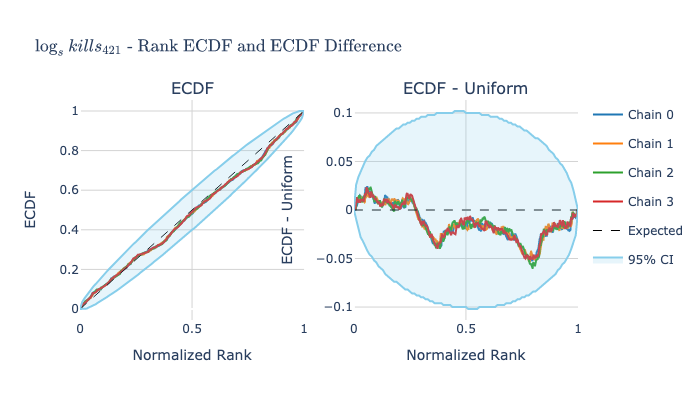 log_s kills_421 - Rank ECDF and ECDF Difference
ECDF
ECDF - Uniform
1
0.8
0.6
0.4
0.2
0
ECDF
0
0.5
1
Normalized Rank
0.1
0.05
0
−0.05
−0.1
ECDF - Uniform
0
0.5
1
Normalized Rank
Chain 0
Chain 1
Chain 2
Chain 3
Expected
95% CI